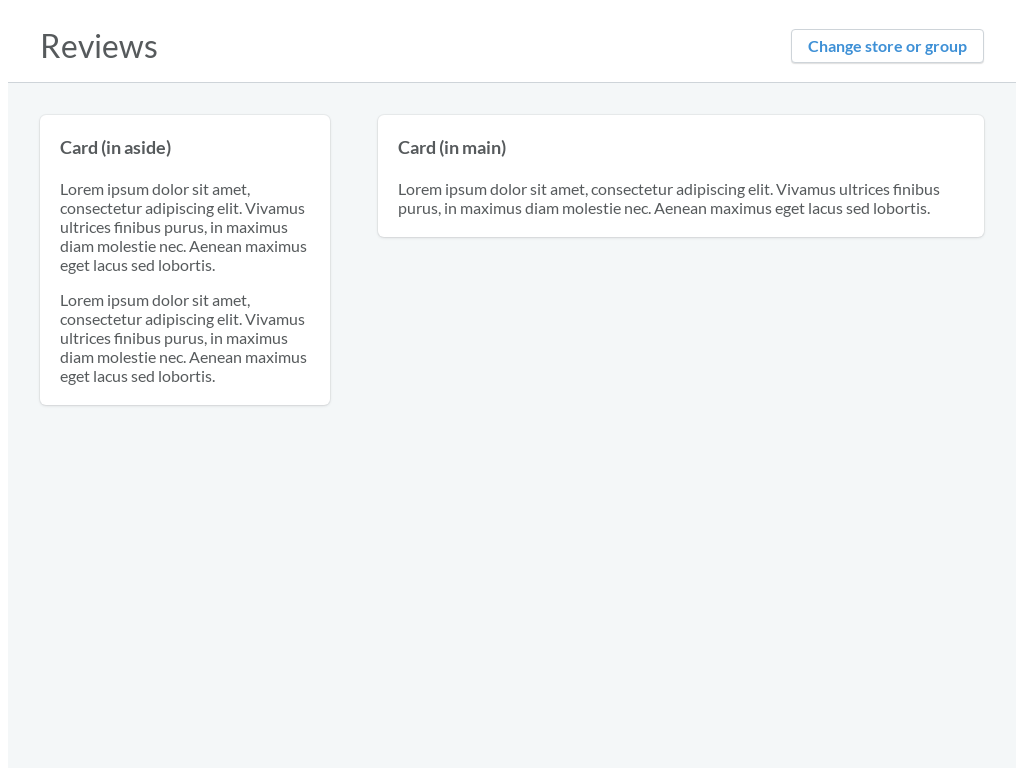 Reviews
Change store or group
Card (in aside)
Lorem ipsum dolor sit amet,
consectetur adipiscing elit. Vivamus
ultrices finibus purus, in maximus
diam molestie nec. Aenean maximus
eget lacus sed lobortis.
Lorem ipsum dolor sit amet,
consectetur adipiscing elit. Vivamus
ultrices finibus purus, in maximus
diam molestie nec. Aenean maximus
eget lacus sed lobortis.
Card (in main)
Lorem ipsum dolor sit amet, consectetur adipiscing elit. Vivamus ultrices finibus
purus, in maximus diam molestie nec. Aenean maximus eget lacus sed lobortis.